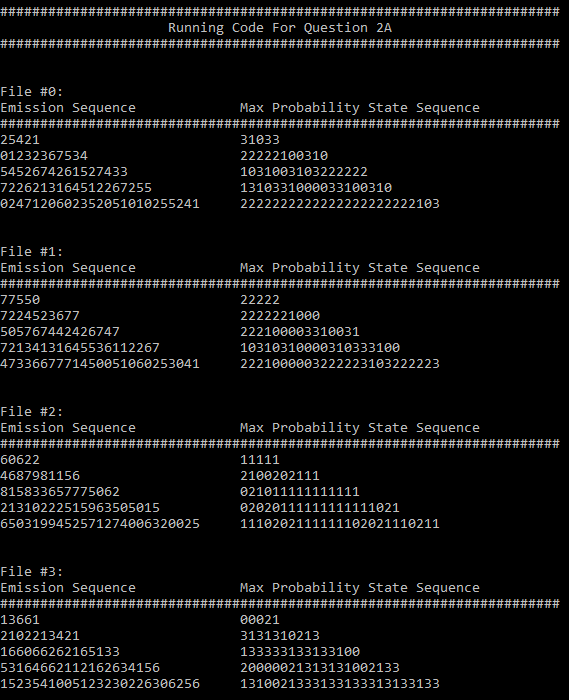 ######################################################################
Running Code For Question 2A
######################################################################
File #0:
Emission Sequence Max Probability State Sequence
######################################################################
25421 31033
01232367534 22222100310
5452674261527433 1031003103222222
7226213164512267255 1310331000033100310
0247120602352051010255241 2222222222222222222222103
File #1:
Emission Sequence Max Probability State Sequence
######################################################################
77550 22222
7224523677 2222221000
505767442426747 222100003310031
72134131645536112267 10310310000310333100
4733667771450051060253041 2221000003222223103222223
File #2:
Emission Sequence Max Probability State Sequence
######################################################################
60622 11111
4687981156 2100202111
815833657775062 021011111111111
21310222515963505015 02020111111111111021
6503199452571274006320025 1110202111111102021110211
File #3:
Emission Sequence Max Probability State Sequence
######################################################################
13661 00021
2102213421 3131310213
166066262165133 133333133133100
53164662112162634156 20000021313131002133
1523541005123230226306256 1310021333133133313133133